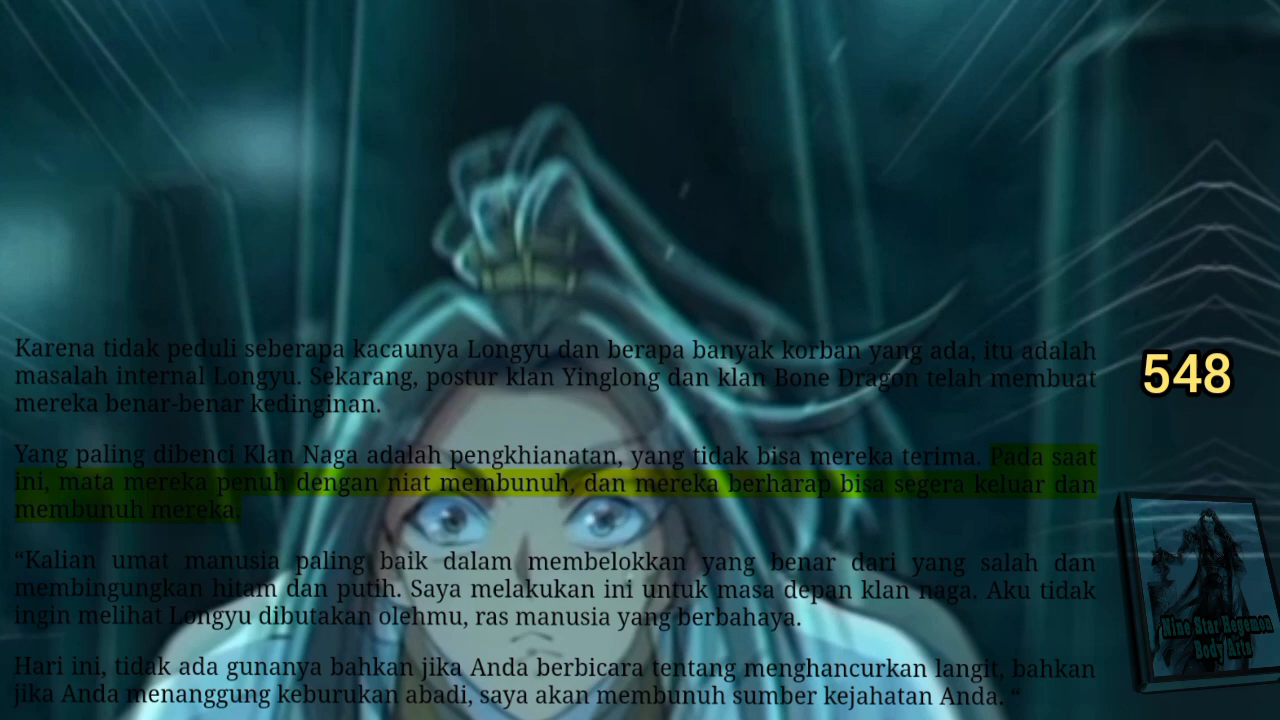 Karena tidak peduli seberapa kacaunya Longyu dan berapa banyak korban yang ada, itu adalah
masalah internal Longyu. Sekarang, postur klan Yinglong dan klan Bone Dragon telah membuat
mereka benar-benar kedinginan.
Yang paling dibenci Klan Naga adalah pengkhianatan, yang tidak bisa mereka terima. Pada saat
ini, mata mereka penuh dengan niat membunuh, dan mereka berharap bisa segera keluar dan
membunuh mereka.
“Kalian umat manusia paling baik dalam membelokkan yang benar dari yang salah dan
membingungkan hitam dan putih. Saya melakukan ini untuk masa depan klan naga. Aku tidak
ingin melihat Longyu dibutakan olehmu, ras manusia yang berbahaya.
Hari ini, tidak ada gunanya bahkan jika Anda berbicara tentang menghancurkan langit, bahkan
jika Anda menanggung keburukan abadi, saya akan membunuh sumber kejahatan Anda. “
548
Nine Star Hegemon
Body Arts